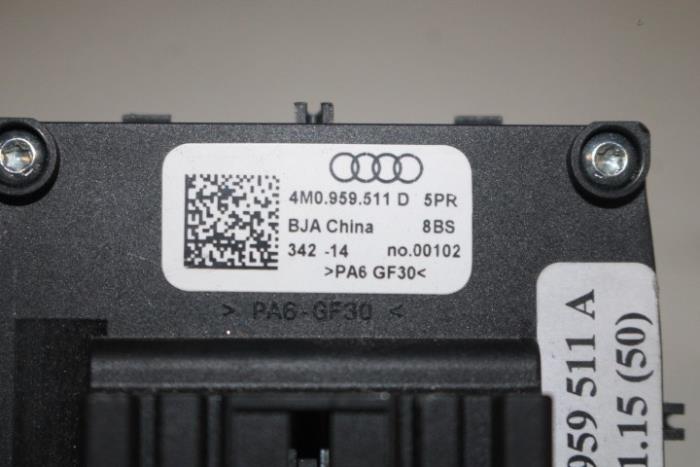 4M0.959.511 D 5PR
BJA China 8BS
342 -14 no.00102
>PA6 GF30<
> PA6-GF30 <
959 511 A
1.15 (50)